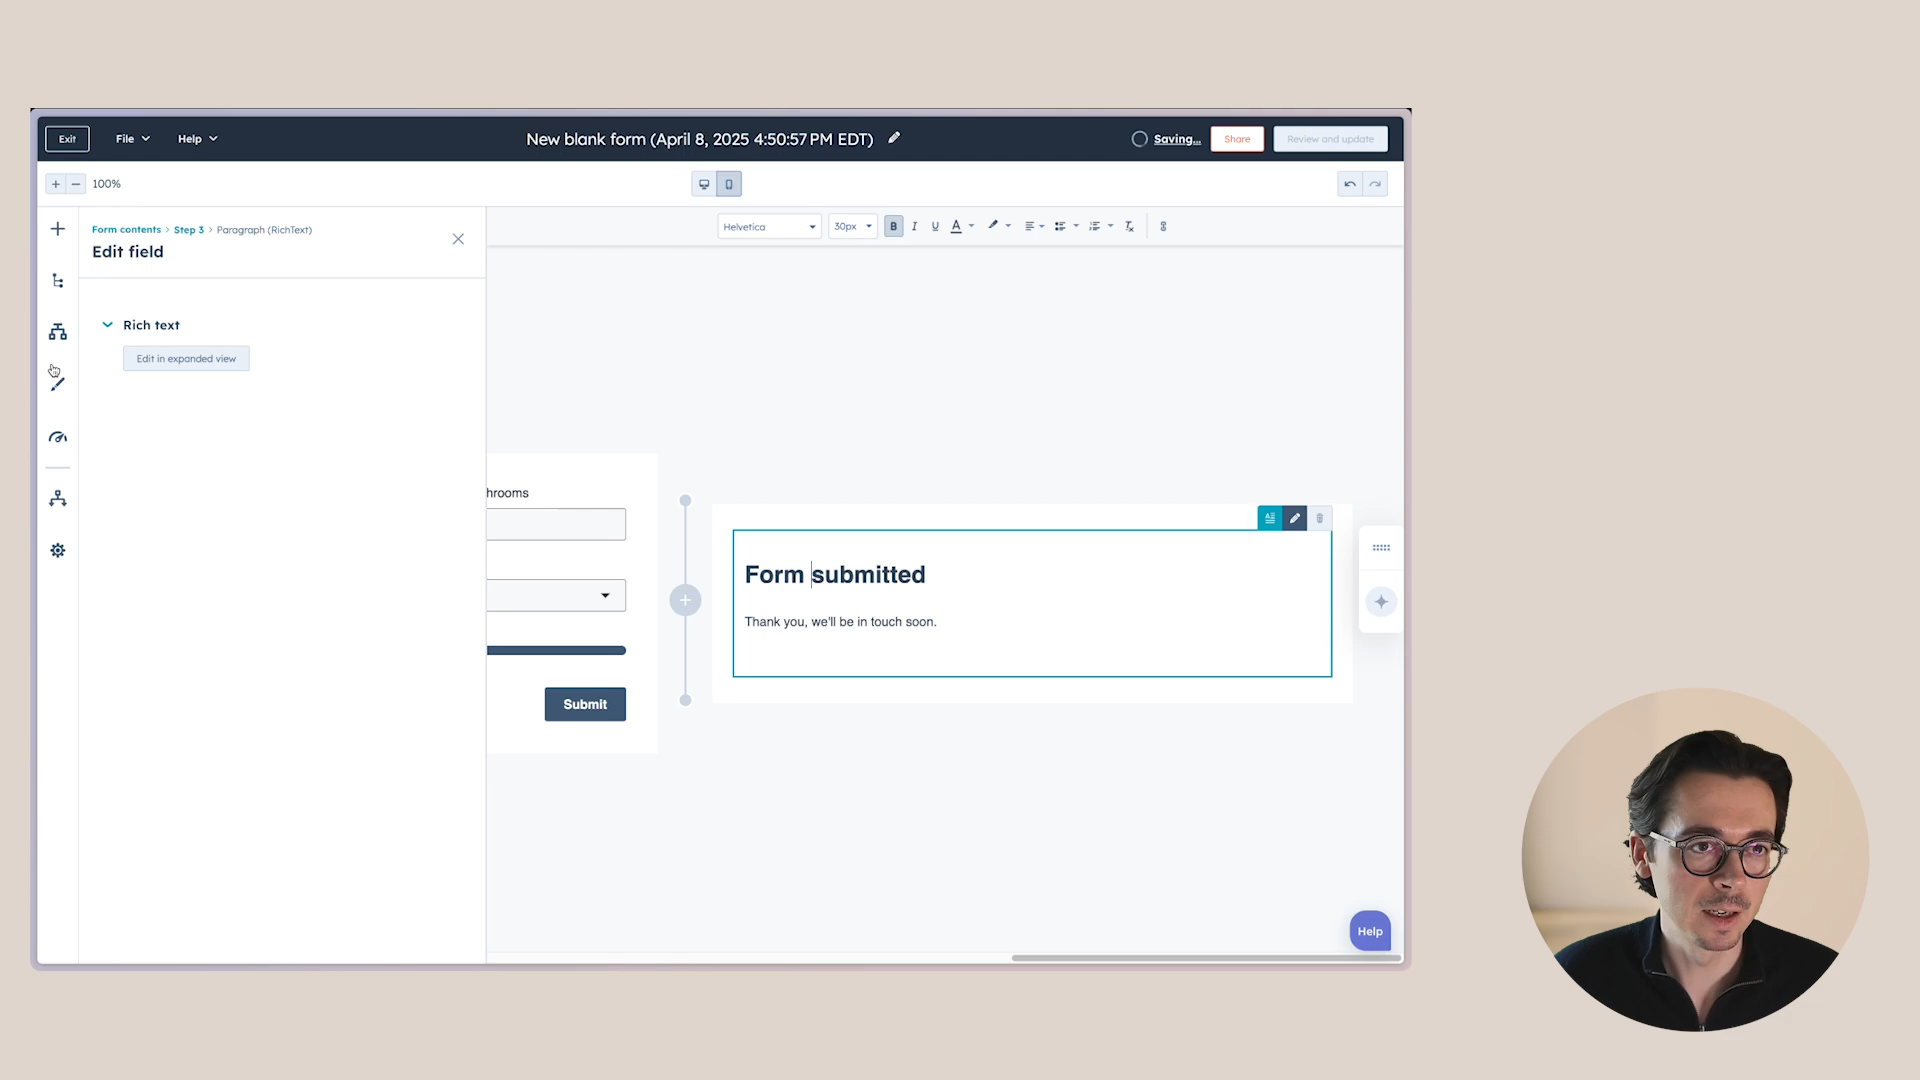 Exit
File
Help
New blank form (April 8, 2025 4:50:57 PM EDT)
Saving...
Share
Review and update
100%
Form contents > Step 3 > Paragraph (RichText)
Edit field
Helvetica
30px
B I U A
Rich text
Edit in expanded view
hrooms
Form submitted
Thank you, we'll be in touch soon.
Submit
Help